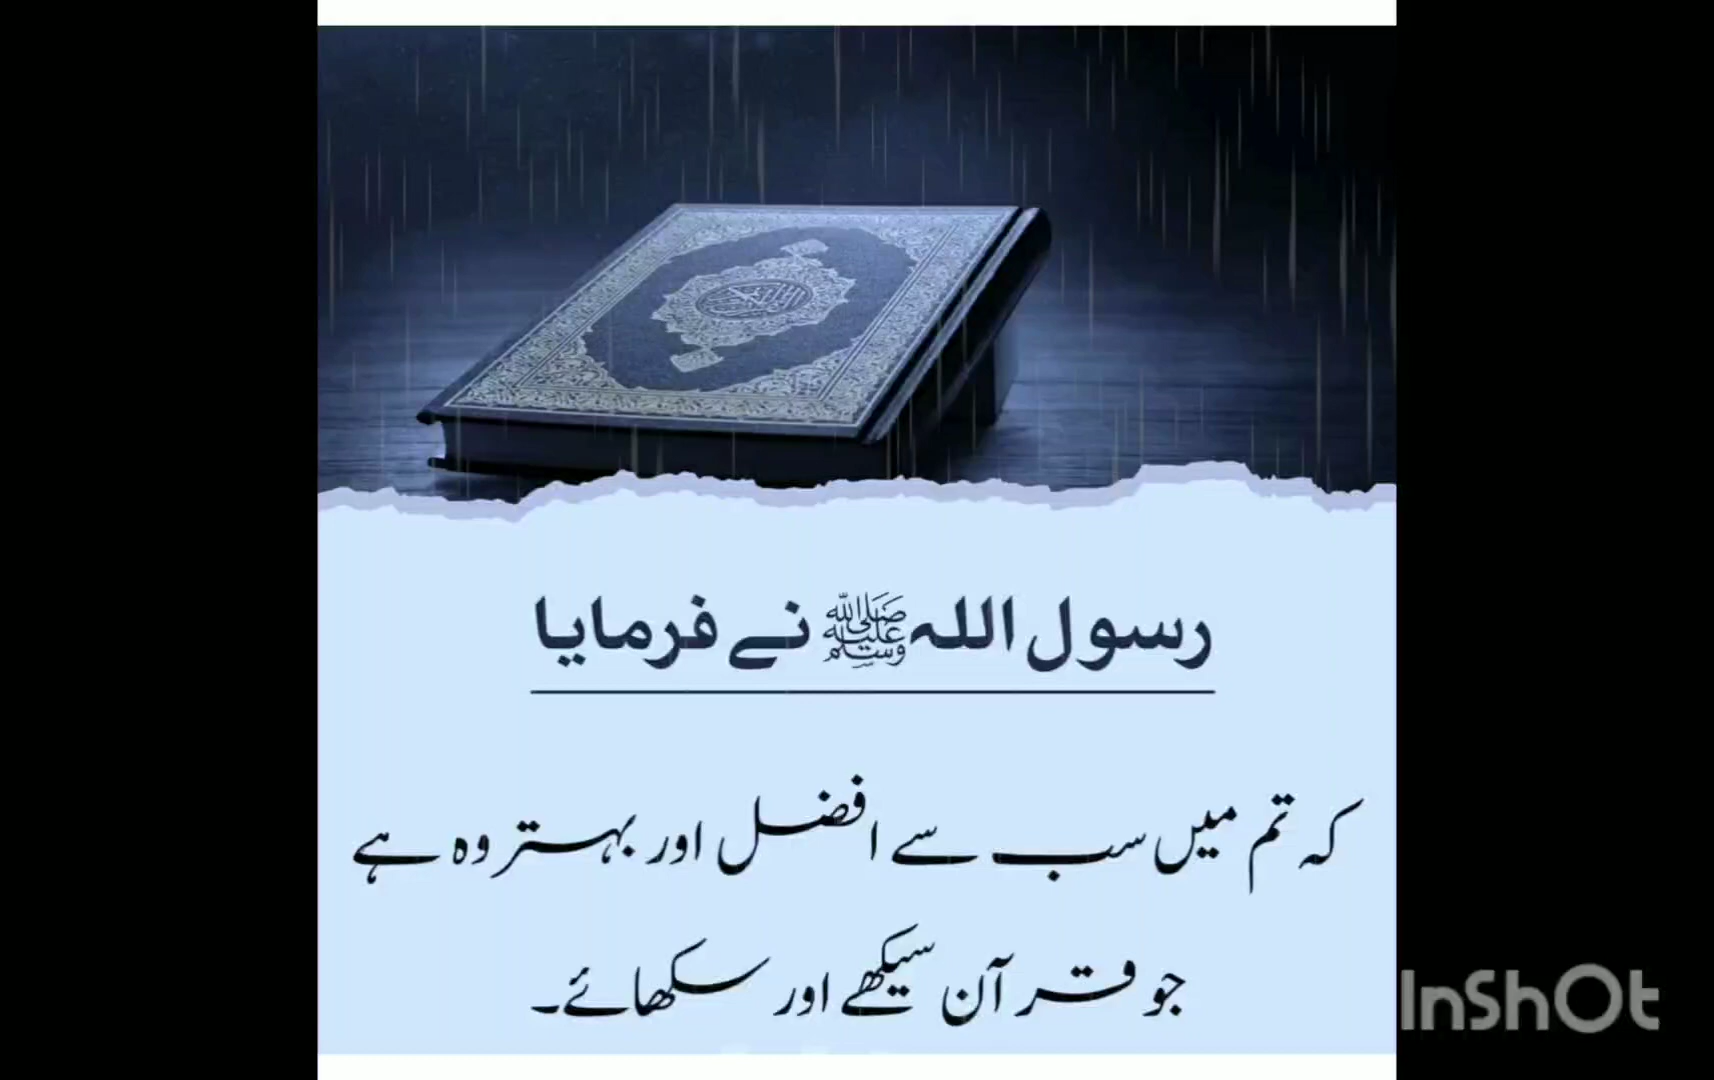 رسول اللہ ﷺ نے فرمایا
کہ تم میں سب سے افضل اور بہتر وہ ہے
جو قرآن سیکھے اور سکھائے۔
InShOt